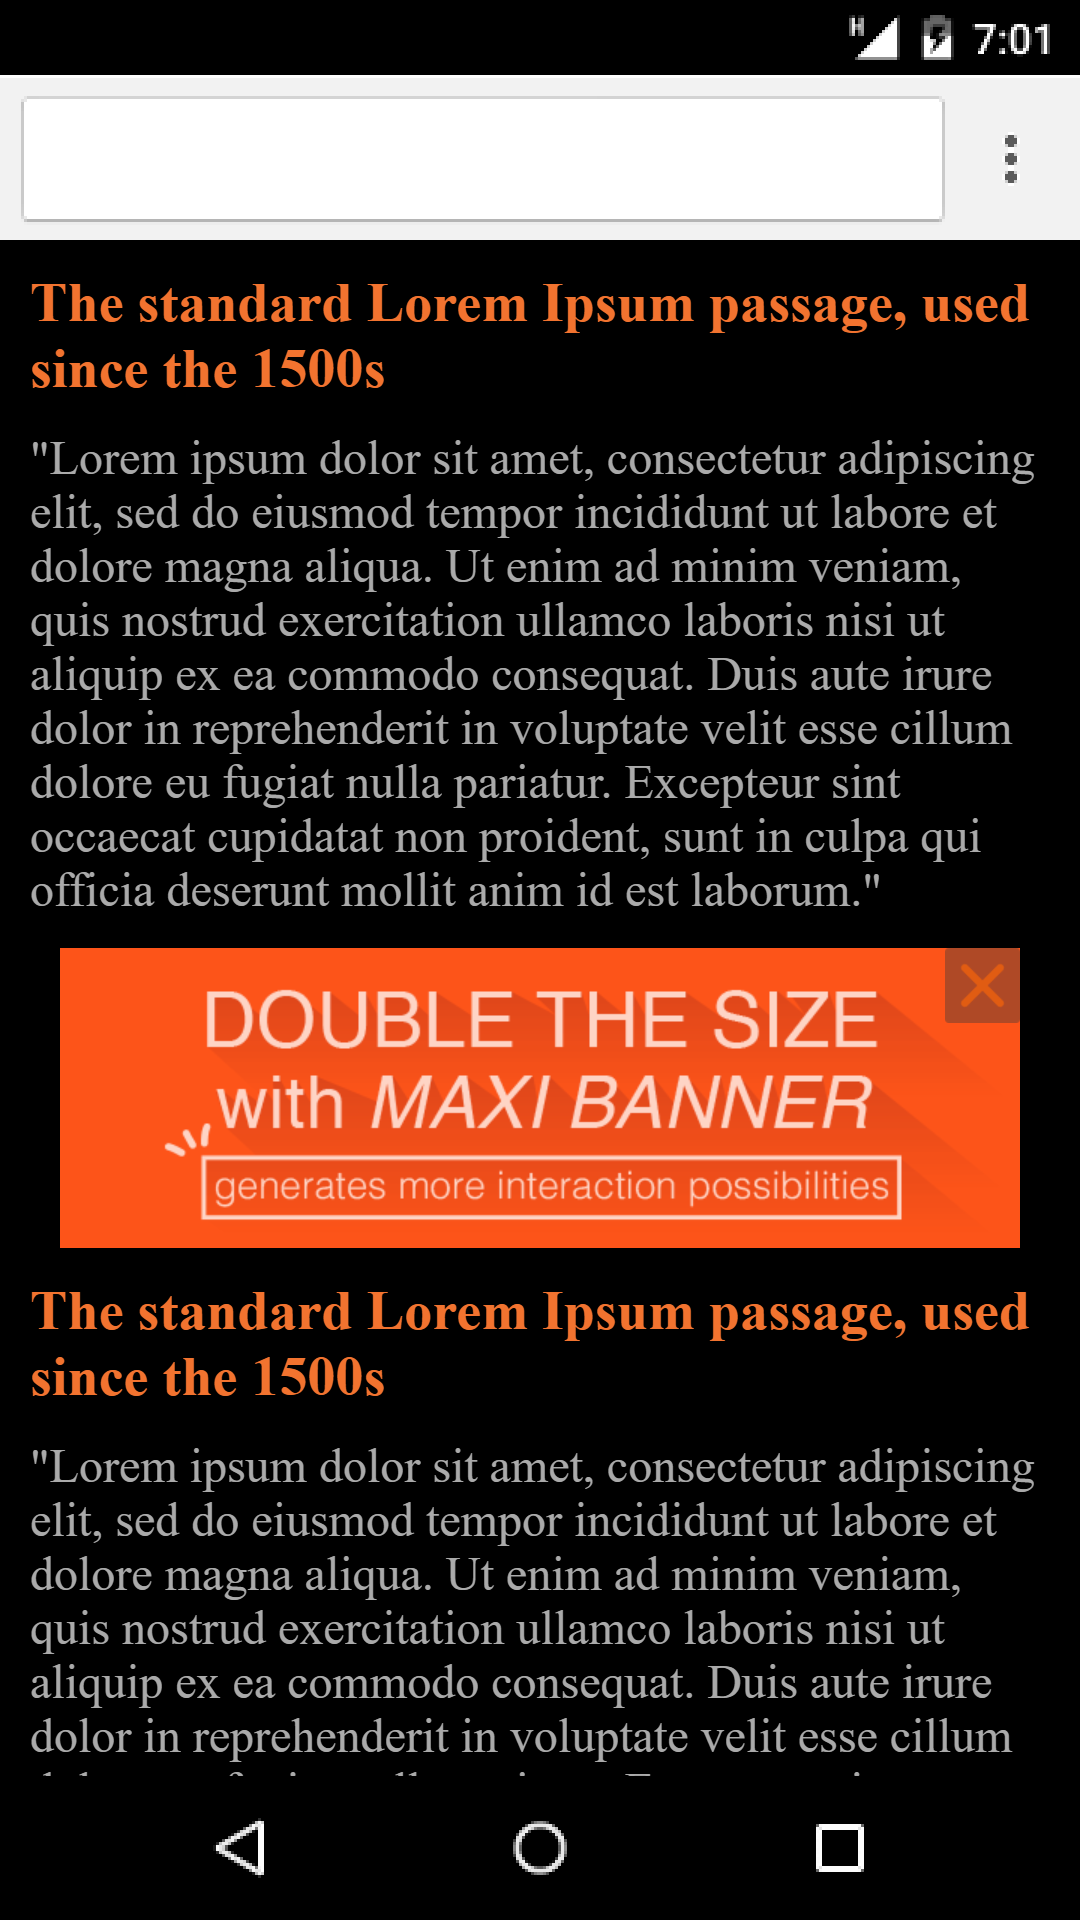 H 7:01
The standard Lorem Ipsum passage, used
since the 1500s
"Lorem ipsum dolor sit amet, consectetur adipiscing
elit, sed do eiusmod tempor incididunt ut labore et
dolore magna aliqua. Ut enim ad minim veniam,
quis nostrud exercitation ullamco laboris nisi ut
aliquip ex ea commodo consequat. Duis aute irure
dolor in reprehenderit in voluptate velit esse cillum
dolore eu fugiat nulla pariatur. Excepteur sint
occaecat cupidatat non proident, sunt in culpa qui
officia deserunt mollit anim id est laborum."
DOUBLE THE SIZE
with MAXI BANNER
generates more interaction possibilities
The standard Lorem Ipsum passage, used
since the 1500s
"Lorem ipsum dolor sit amet, consectetur adipiscing
elit, sed do eiusmod tempor incididunt ut labore et
dolore magna aliqua. Ut enim ad minim veniam,
quis nostrud exercitation ullamco laboris nisi ut
aliquip ex ea commodo consequat. Duis aute irure
dolor in reprehenderit in voluptate velit esse cillum